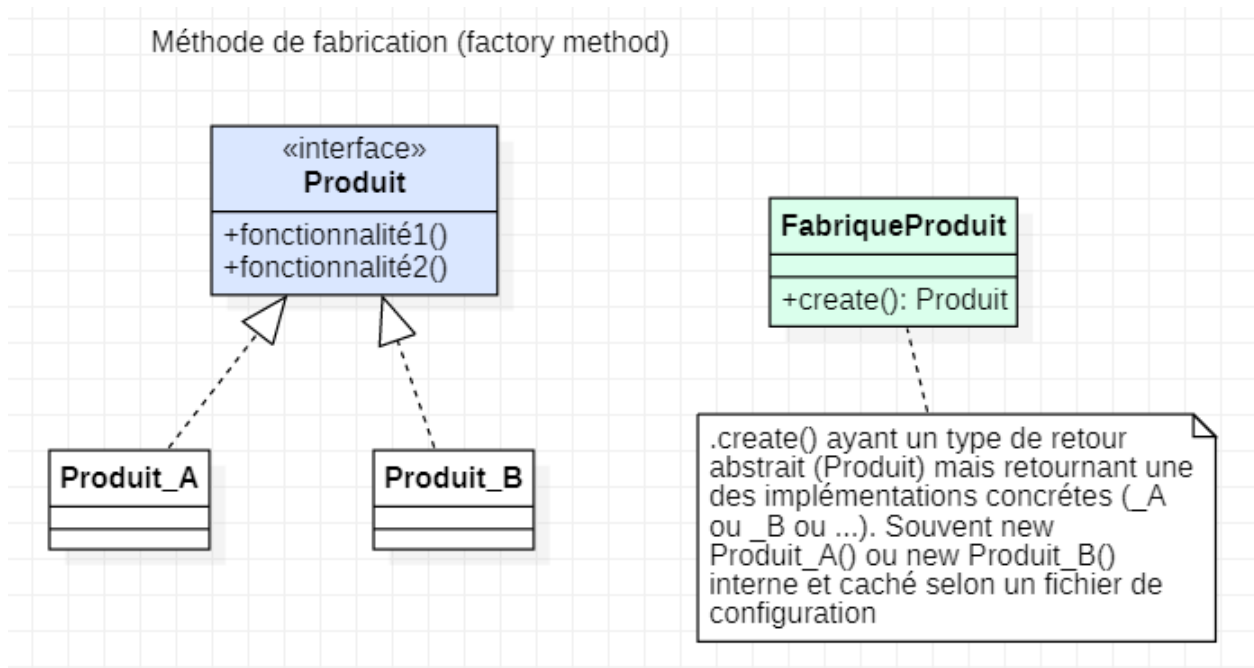 Méthode de fabrication (factory method)
«interface»
Produit
+fonctionnalité1()
+fonctionnalité2()
FabriqueProduit
+create(): Produit
Produit_A
Produit_B
.create() ayant un type de retour
abstrait (Produit) mais retournant une
des implémentations concrétes (_A
ou _B ou ...). Souvent new
Produit_A() ou new Produit_B()
interne et caché selon un fichier de
configuration